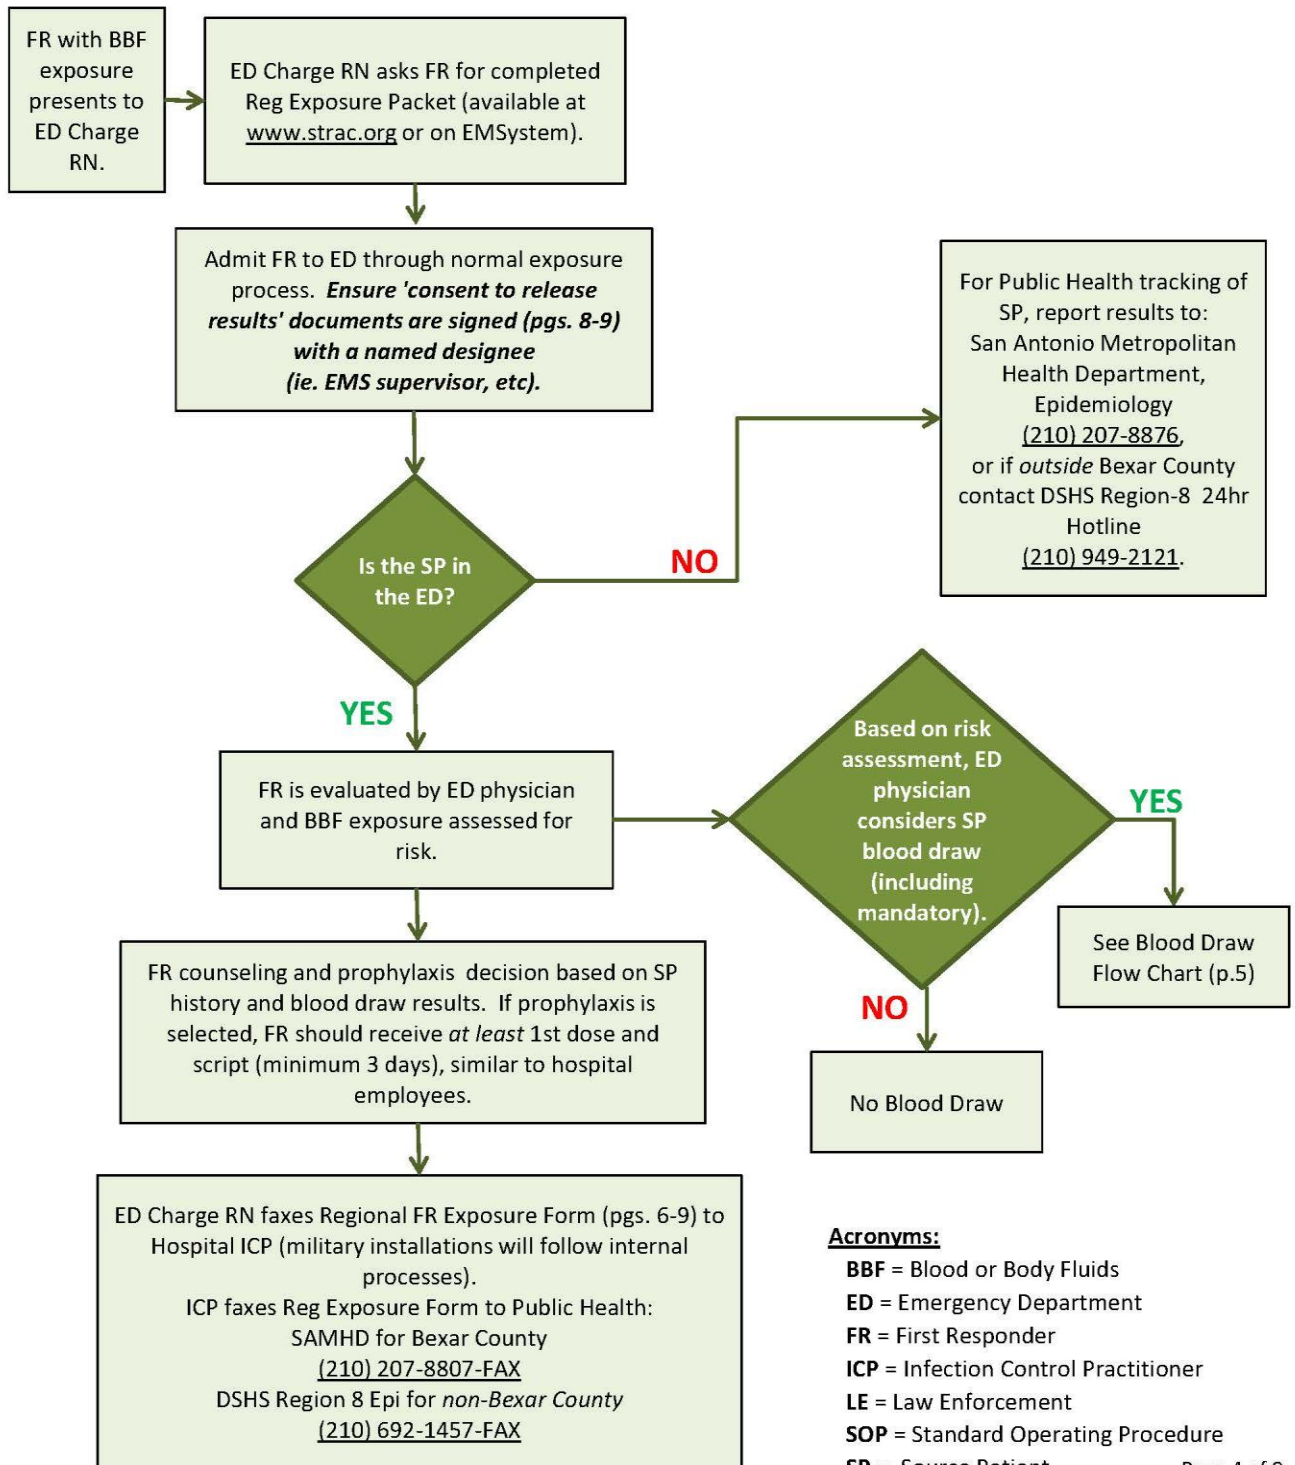 FR with BBF
exposure
presents to
ED Charge
RN.
ED Charge RN asks FR for completed
Reg Exposure Packet (available at
www.strac.org or on EMSystem).
Admit FR to ED through normal exposure
process. Ensure 'consent to release
results' documents are signed (pgs. 8-9)
with a named designee
(ie. EMS supervisor, etc).
For Public Health tracking of
SP, report results to:
San Antonio Metropolitan
Health Department,
Epidemiology
(210) 207-8876,
or if outside Bexar County
contact DSHS Region-8 24hr
Hotline
(210) 949-2121.
Is the SP in
the ED?
NO
YES
FR is evaluated by ED physician
and BBF exposure assessed for
risk.
Based on risk
assessment, ED
physician
considers SP
blood draw
(including
mandatory).
YES
See Blood Draw
Flow Chart (p.5)
NO
No Blood Draw
FR counseling and prophylaxis decision based on SP
history and blood draw results. If prophylaxis is
selected, FR should receive at least 1st dose and
script (minimum 3 days), similar to hospital
employees.
ED Charge RN faxes Regional FR Exposure Form (pgs. 6-9) to
Hospital ICP (military installations will follow internal
processes).
ICP faxes Reg Exposure Form to Public Health:
SAMHD for Bexar County
(210) 207-8807-FAX
DSHS Region 8 Epi for non-Bexar County
(210) 692-1457-FAX
Acronyms:
BBF = Blood or Body Fluids
ED = Emergency Department
FR = First Responder
ICP = Infection Control Practitioner
LE = Law Enforcement
SOP = Standard Operating Procedure
SP = Source Patient
Page 4 of 9